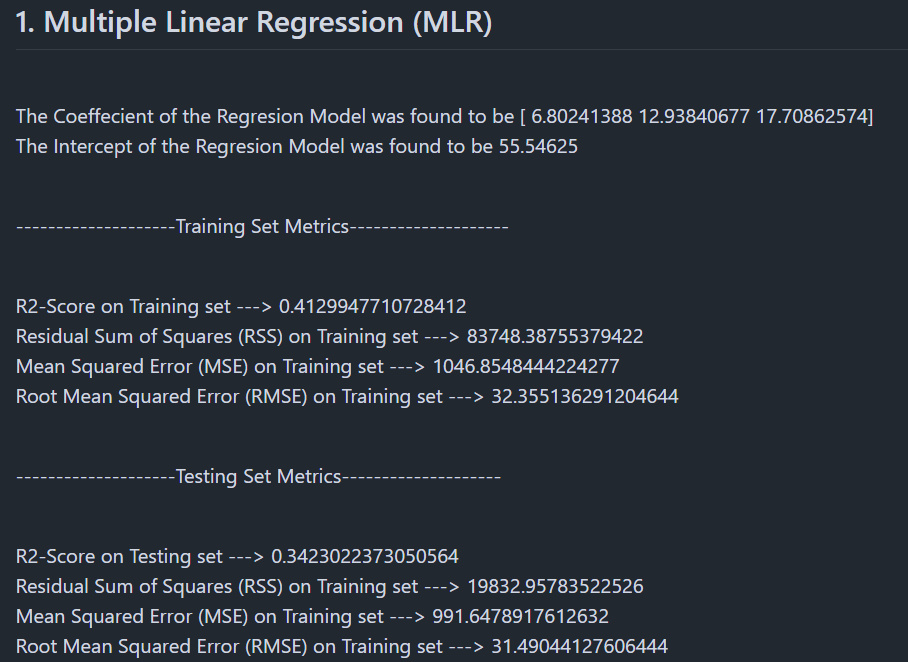 1. Multiple Linear Regression (MLR)
The Coeffecient of the Regresion Model was found to be [ 6.80241388 12.93840677 17.70862574]
The Intercept of the Regresion Model was found to be 55.54625
--------------------Training Set Metrics--------------------
R2-Score on Training set ---> 0.4129947710728412
Residual Sum of Squares (RSS) on Training set ---> 83748.38755379422
Mean Squared Error (MSE) on Training set ---> 1046.8548444224277
Root Mean Squared Error (RMSE) on Training set ---> 32.355136291204644
--------------------Testing Set Metrics--------------------
R2-Score on Testing set ---> 0.3423022373050564
Residual Sum of Squares (RSS) on Training set ---> 19832.95783522526
Mean Squared Error (MSE) on Training set ---> 991.6478917612632
Root Mean Squared Error (RMSE) on Training set ---> 31.49044127606444